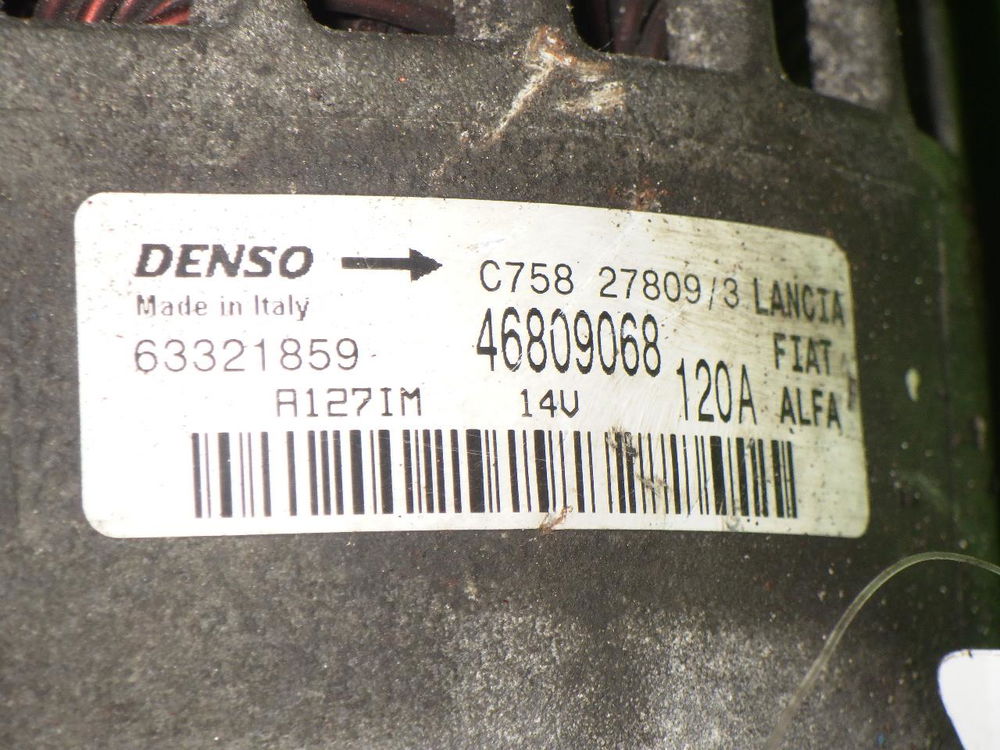 DENSO
Made in Italy
63321859
C758 27809/3 LANCIA
46809068 FIAT
A127IM 14V 120A ALFA